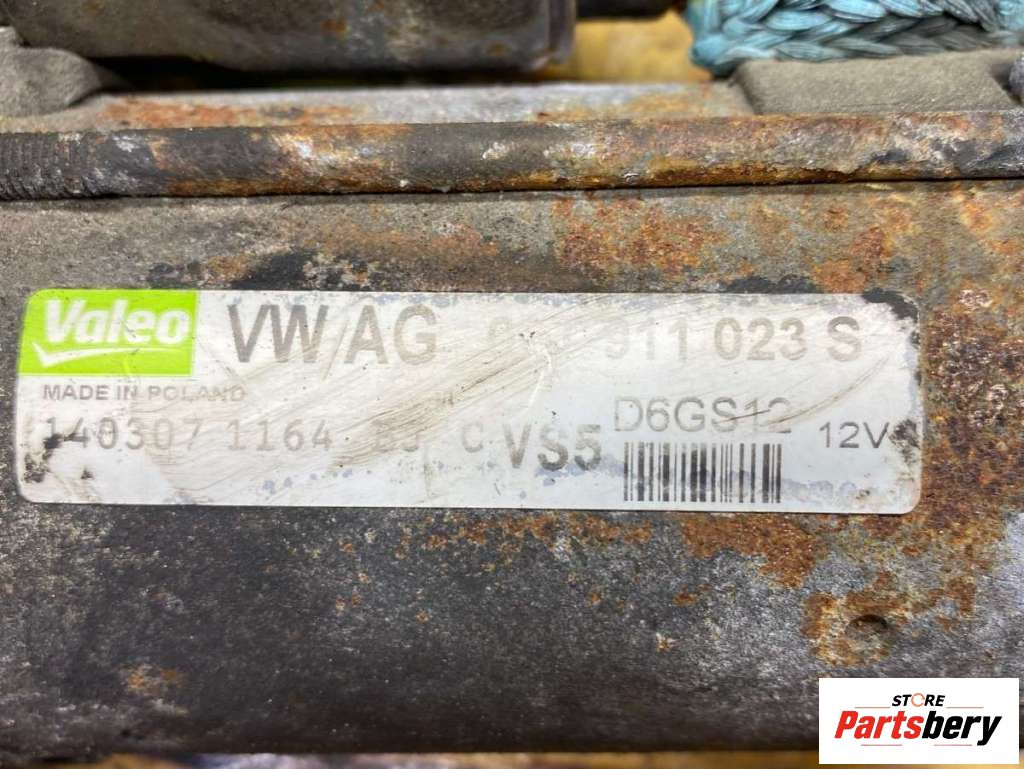 Valeo VW/AG 911 023 S
MADE IN POLAND
140307 1164 C VS5 D6GS12 12V
STORE
Partsbery